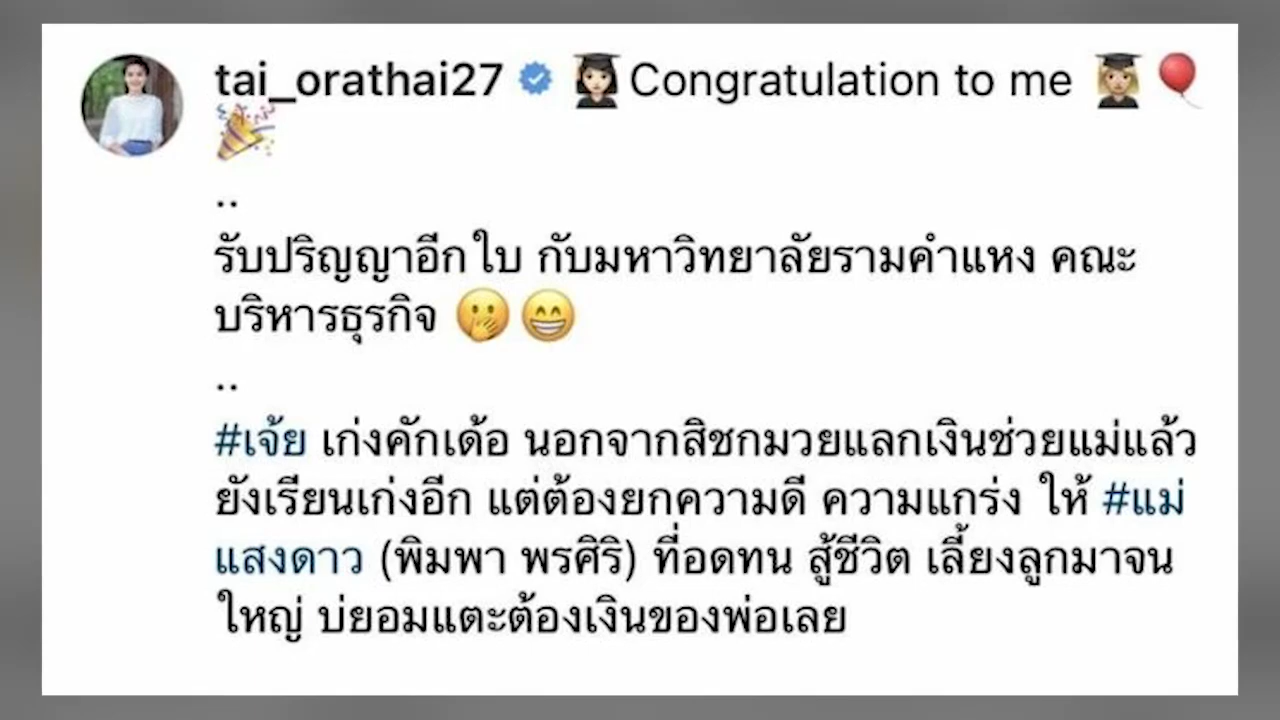 tai_orathai27 👩🏻‍🎓Congratulation to me 👩🏼‍🎓🎈
🎉
..
รับปริญญาอีกใบ กับมหาวิทยาลัยรามคำแหง คณะ
บริหารธุรกิจ 🤭😁
..
#เจ้ย เก่งคักเด้อ นอกจากสิชกมวยแลกเงินช่วยแม่แล้ว
ยังเรียนเก่งอีก แต่ต้องยกความดี ความแกร่ง ให้ #แม่
แสงดาว (พิมพา พรศิริ) ที่อดทน สู้ชีวิต เลี้ยงลูกมาจน
ใหญ่ บ่ยอมแตะต้องเงินของพ่อเลย